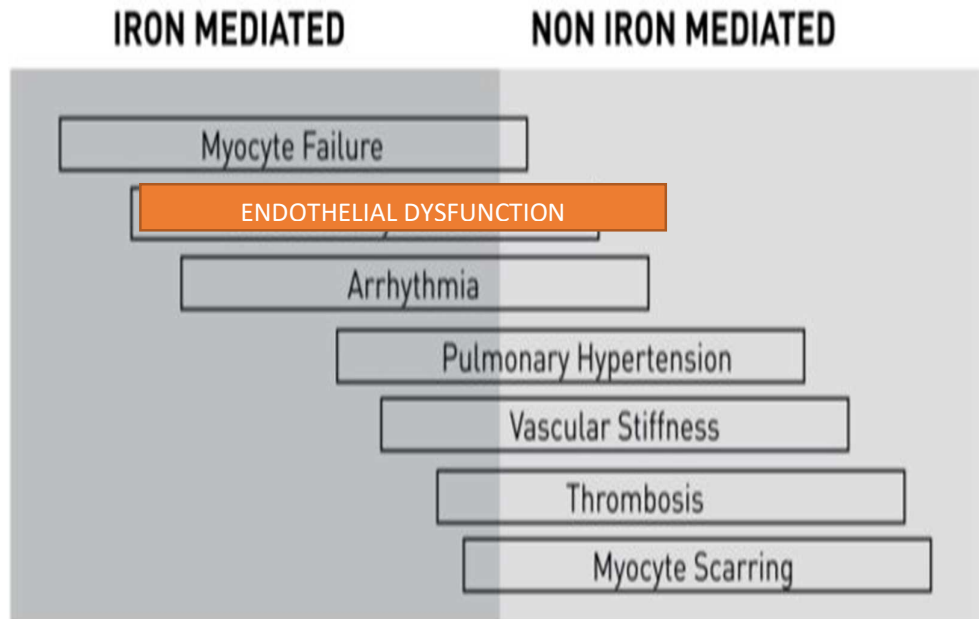 IRON MEDIATED NON IRON MEDIATED
Myocyte Failure
ENDOTHELIAL DYSFUNCTION
Arrhythmia
Pulmonary Hypertension
Vascular Stiffness
Thrombosis
Myocyte Scarring